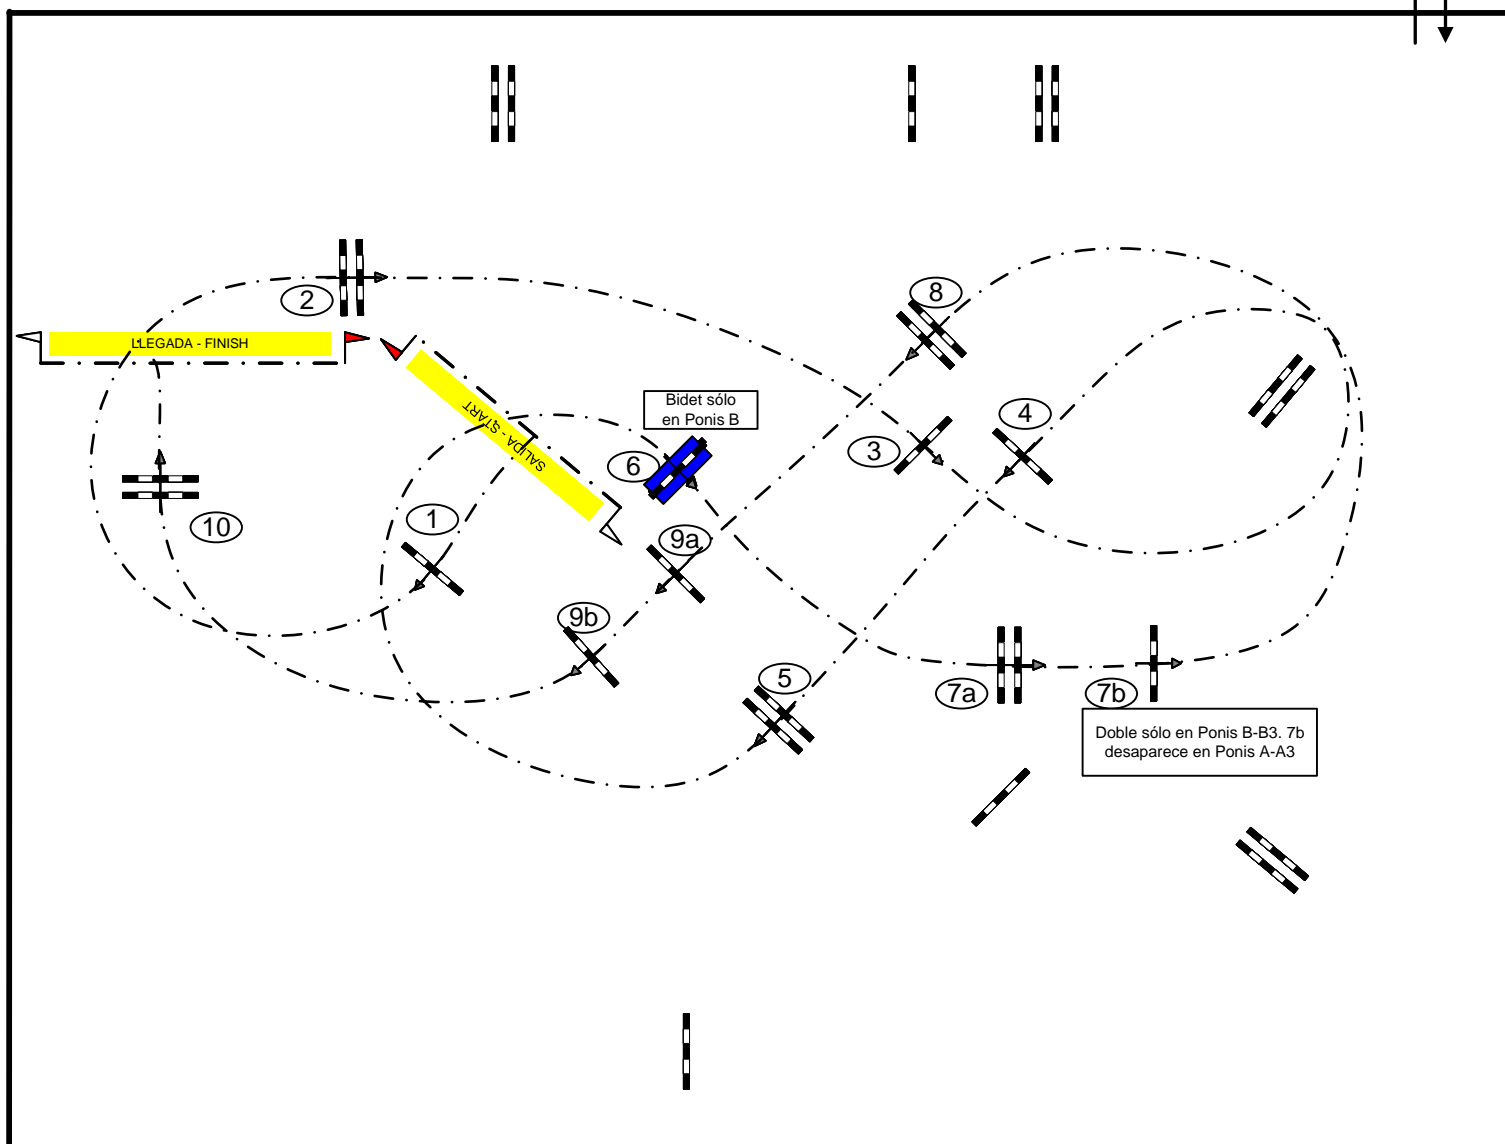 8
2
LLEGADA - FINISH
SALIDA - START
Bidet sólo
en Ponis B
4
3
6
1
10
9a
9b
5
7a
7b
Doble sólo en Ponis B-B3. 7b
desaparece en Ponis A-A3